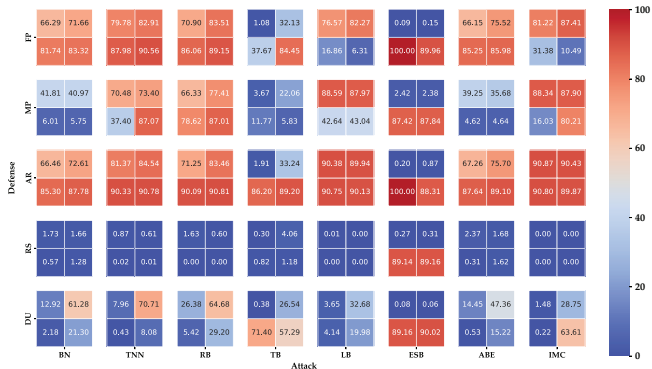 66.29 71.66 79.78 82.91 70.90 83.51 1.08 32.13 76.57 82.27 0.09 0.15 66.15 75.52 81.22 87.41
FP
81.74 83.32 87.98 90.56 86.06 89.15 37.67 84.45 16.86 6.31 100.00 89.96 85.25 85.98 31.38 10.49
41.81 40.97 70.48 73.40 66.33 77.41 3.67 22.06 88.59 87.97 2.42 2.38 39.25 35.68 88.34 87.90
MP
6.01 5.75 37.40 87.07 78.62 87.01 11.77 5.83 42.64 43.04 87.42 87.84 4.62 4.64 16.03 80.21
66.46 72.61 81.37 84.54 71.25 83.46 1.91 33.24 90.38 89.94 0.20 0.87 67.26 75.70 90.87 90.43
AR
85.30 87.78 90.33 90.78 89.09 90.81 86.20 89.20 90.75 90.13 100.00 88.31 87.64 89.10 90.80 89.87
1.73 1.66 0.87 0.61 1.63 0.60 0.30 4.06 0.01 0.00 0.27 0.31 2.37 1.68 0.00 0.00
RS
0.57 1.28 0.02 0.01 0.00 0.00 0.82 1.18 0.00 0.00 89.14 89.16 0.31 1.62 0.00 0.00
12.92 61.28 7.96 70.71 26.38 64.68 0.38 26.54 3.65 32.68 0.08 0.06 14.45 47.36 1.48 28.75
DU
2.18 21.30 0.43 8.08 5.42 29.20 71.40 57.29 4.14 19.98 89.16 90.02 0.53 15.22 0.22 63.61
Defense
BN TNN RB TB LB ESB ABE IMC
Attack
100
80
60
40
20
0